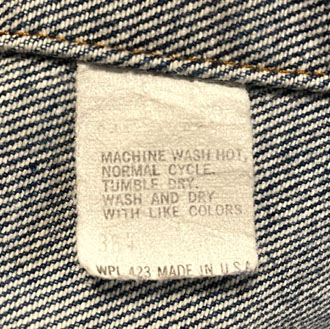 MACHINE WASH HOT,
NORMAL CYCLE.
TUMBLE DRY.
WASH AND DRY
WITH LIKE COLORS
WPL 423 MADE IN U.S.A.